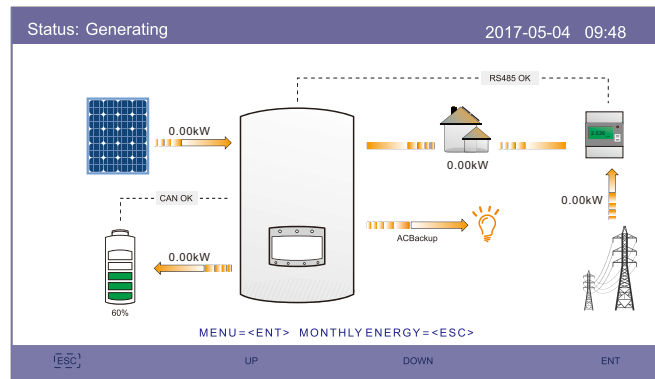 Status: Generating
2017-05-04 09:48
RS485 OK
0.00kW
0.00kW
CAN OK
0.00kW
0.00kW
ACBackup
60%
MENU=<ENT> MONTHLY ENERGY=<ESC>
ESC
UP
DOWN
ENT